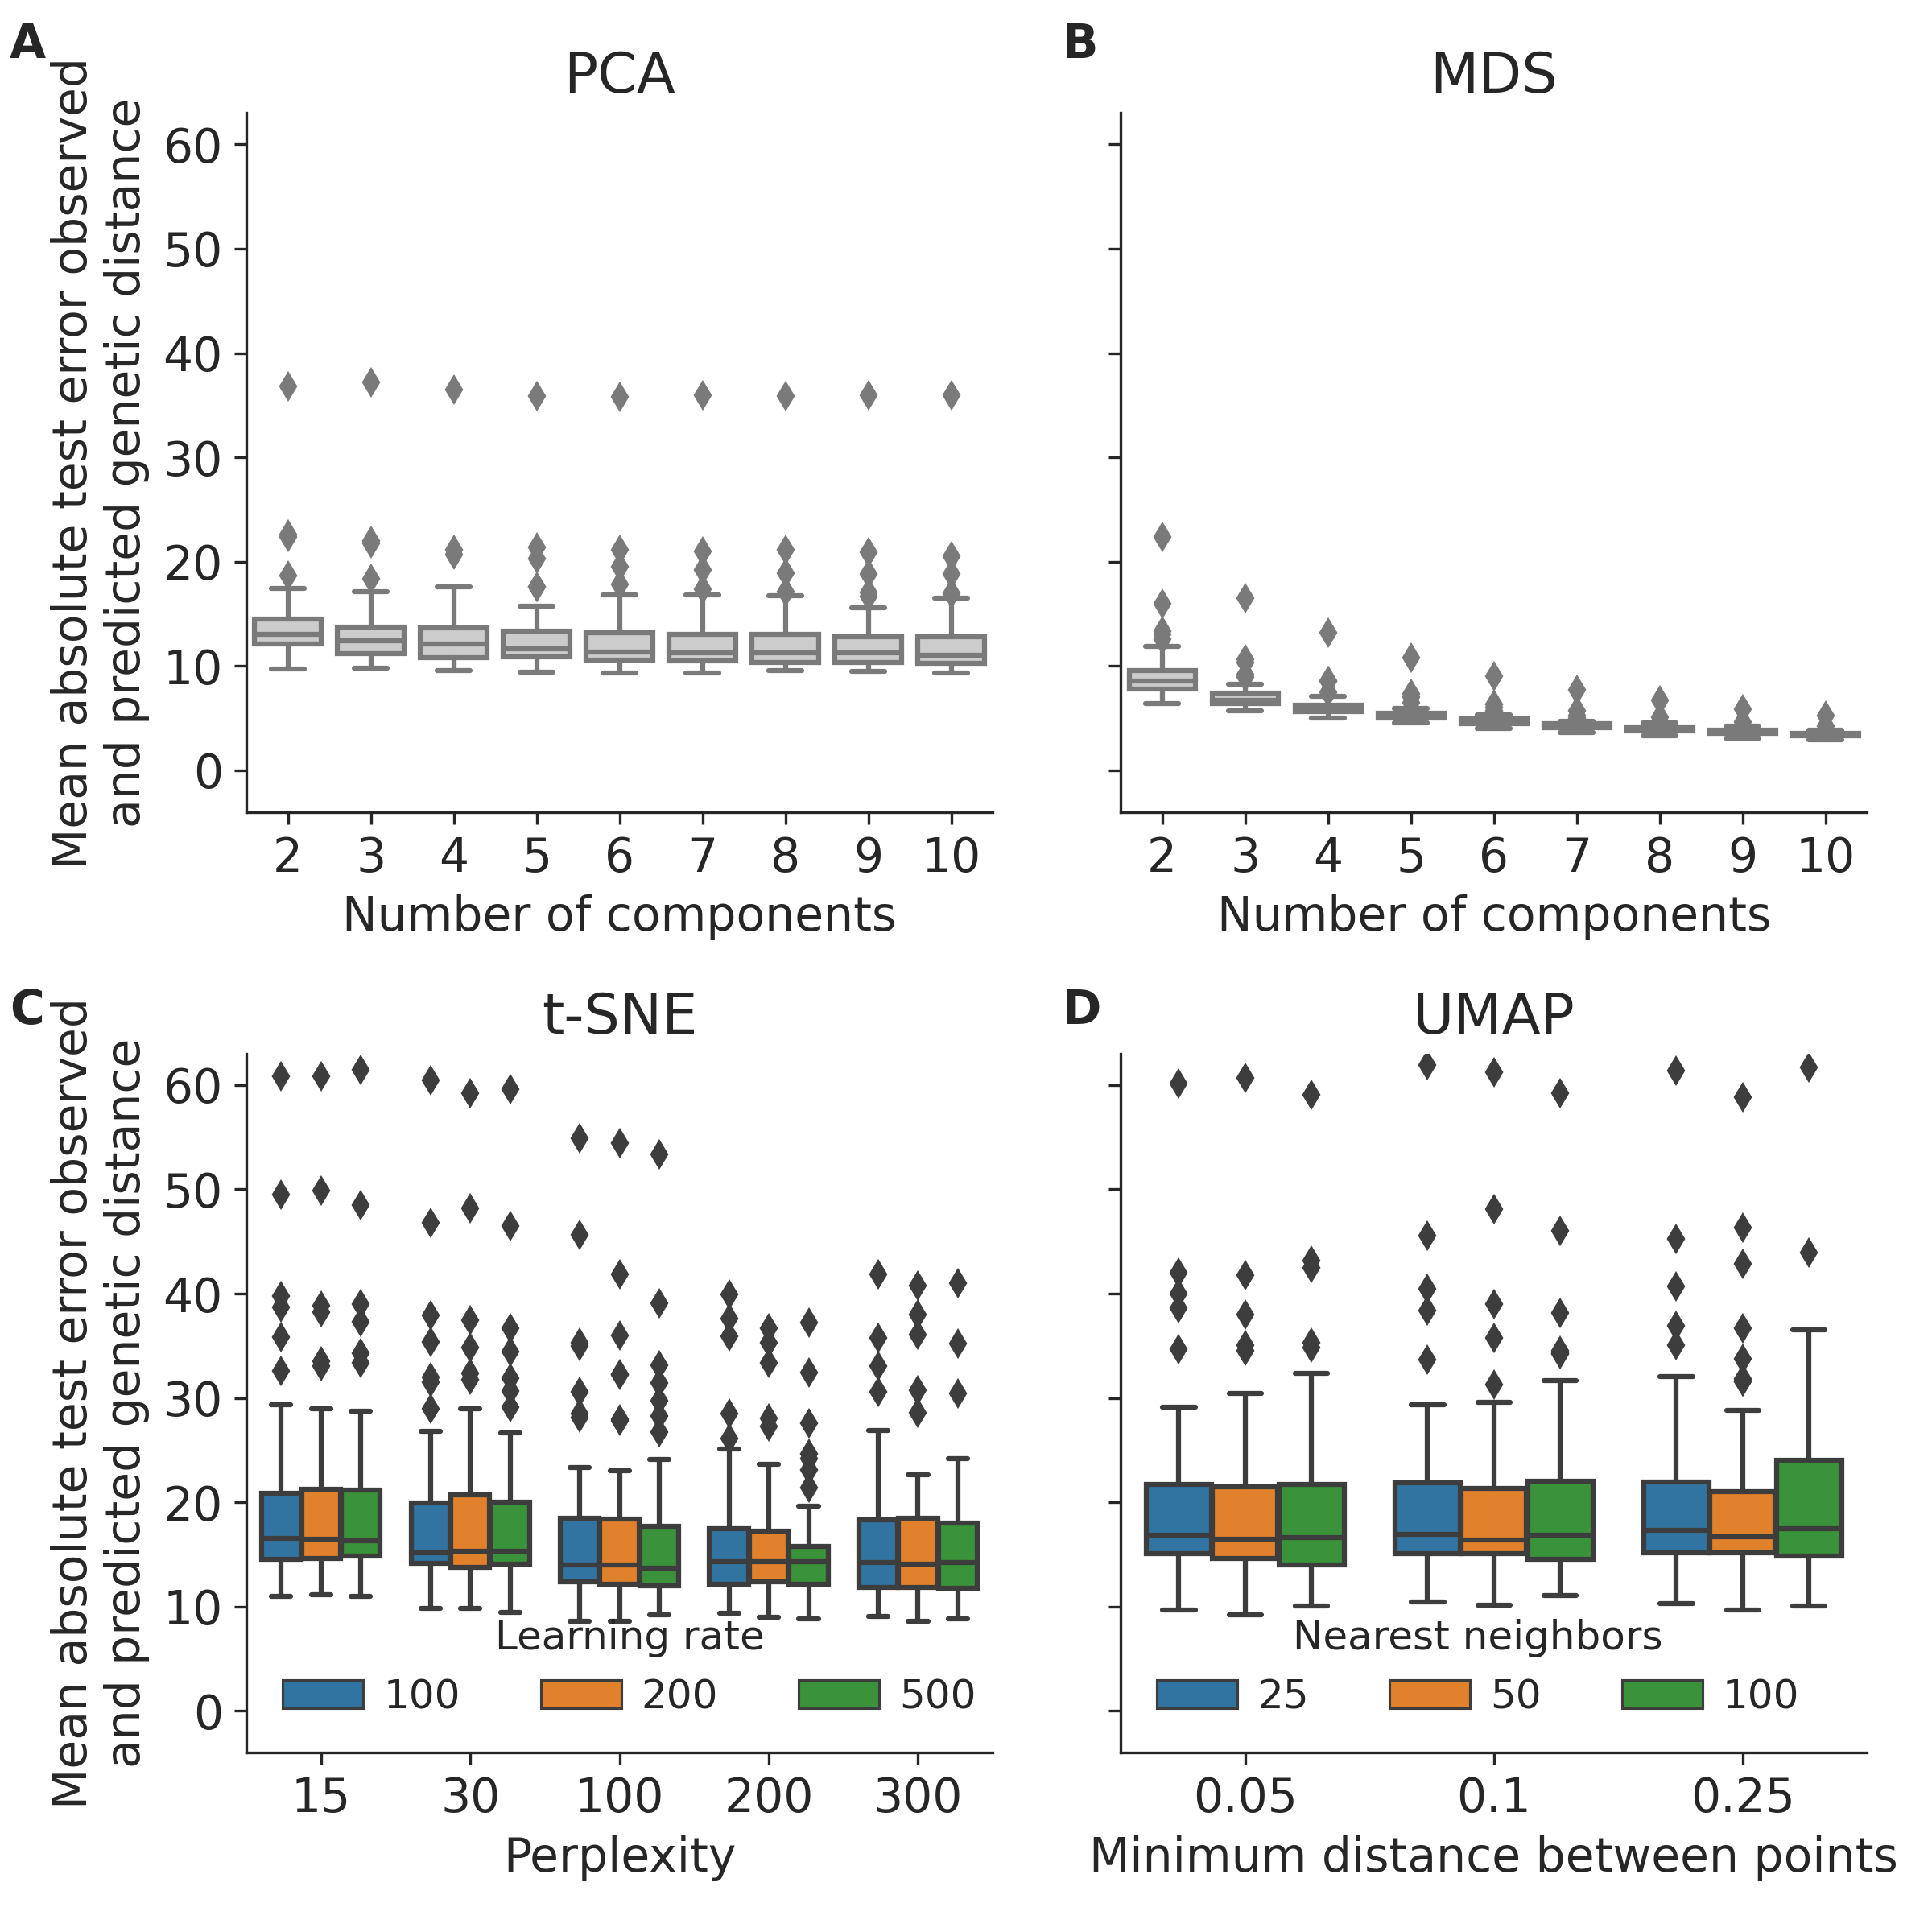 A
PCA
Mean absolute test error observed
and predicted genetic distance
60
50
40
30
20
10
0
2 3 4 5 6 7 8 9 10
Number of components
B
MDS
2 3 4 5 6 7 8 9 10
Number of components
C
t-SNE
Mean absolute test error observed
and predicted genetic distance
60
50
40
30
20
10
0
Learning rate
100 200 500
15 30 100 200 300
Perplexity
D
UMAP
Nearest neighbors
25 50 100
0.05 0.1 0.25
Minimum distance between points